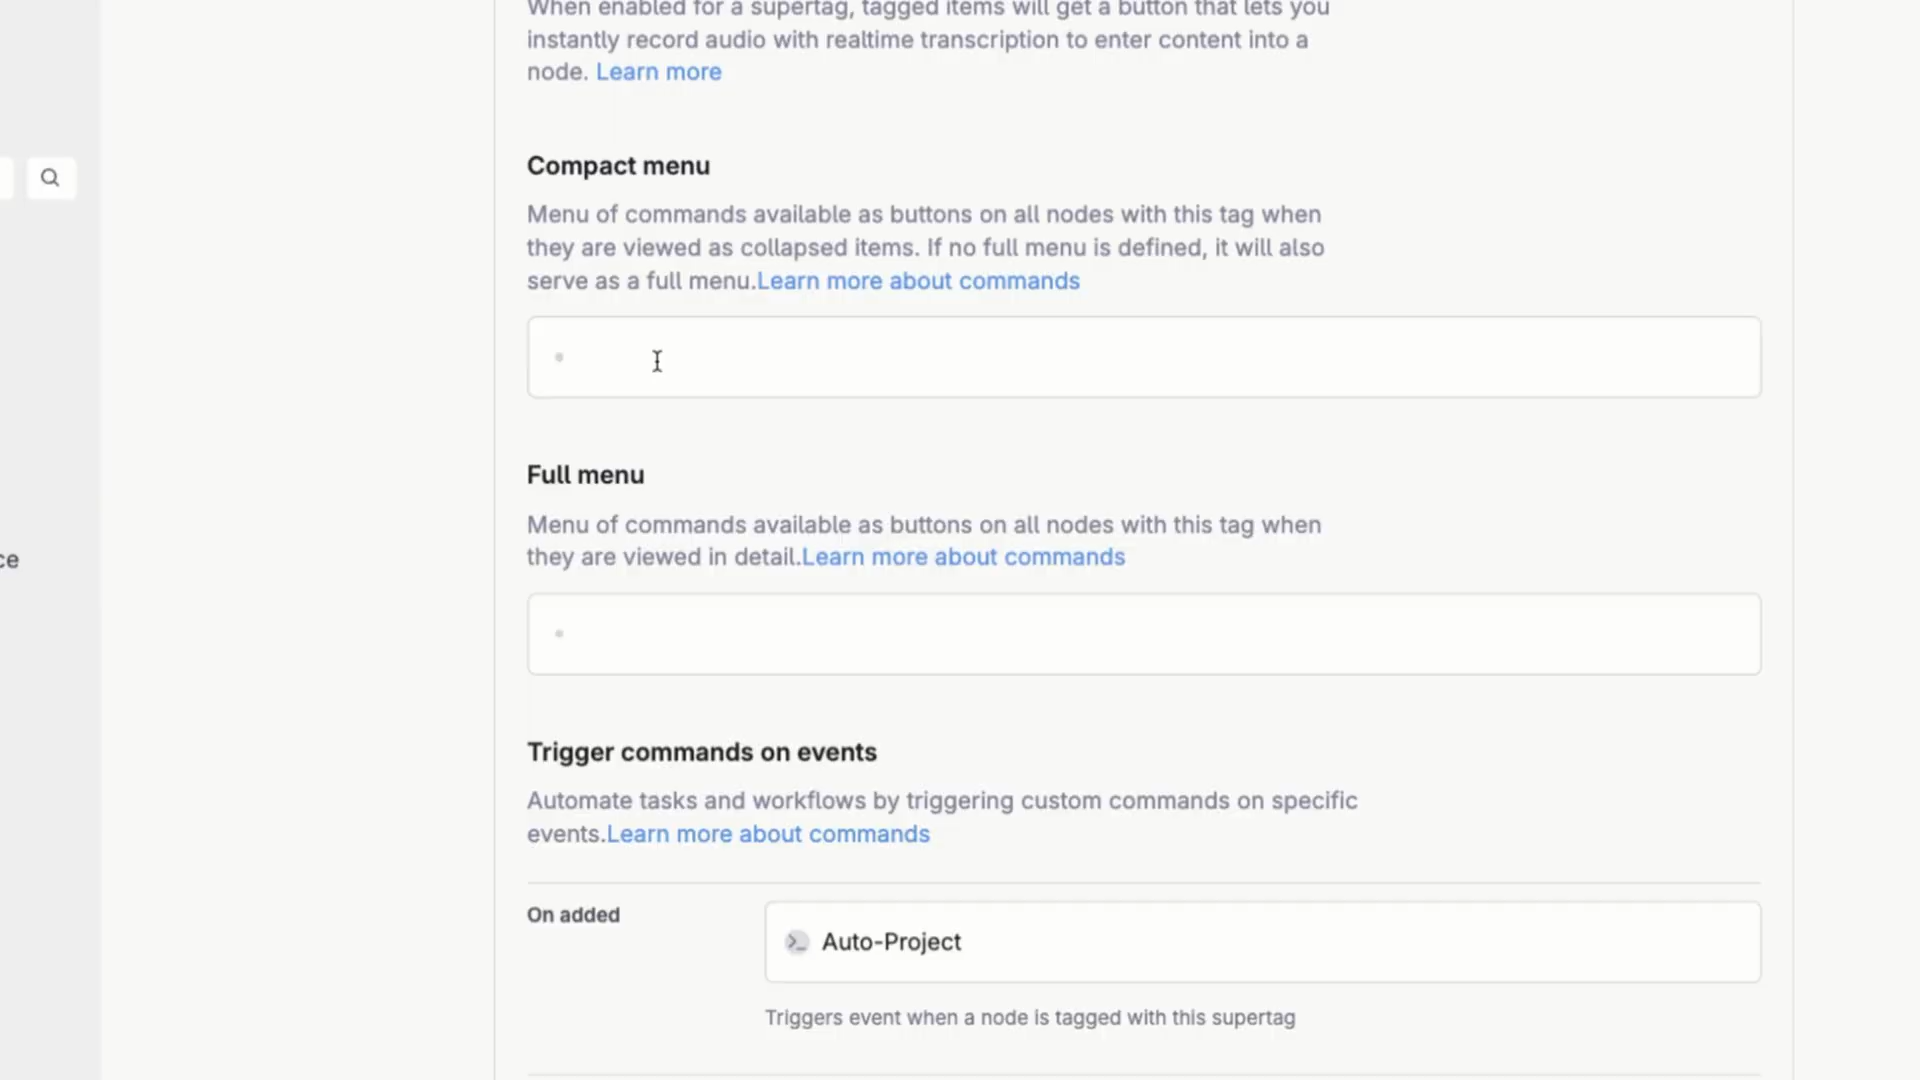 When enabled for a supertag, tagged items will get a button that lets you
instantly record audio with realtime transcription to enter content into a
node. Learn more
Compact menu
Menu of commands available as buttons on all nodes with this tag when
they are viewed as collapsed items. If no full menu is defined, it will also
serve as a full menu.Learn more about commands
Full menu
Menu of commands available as buttons on all nodes with this tag when
they are viewed in detail.Learn more about commands
ce
Trigger commands on events
Automate tasks and workflows by triggering custom commands on specific
events.Learn more about commands
On added
Auto-Project
Triggers event when a node is tagged with this supertag